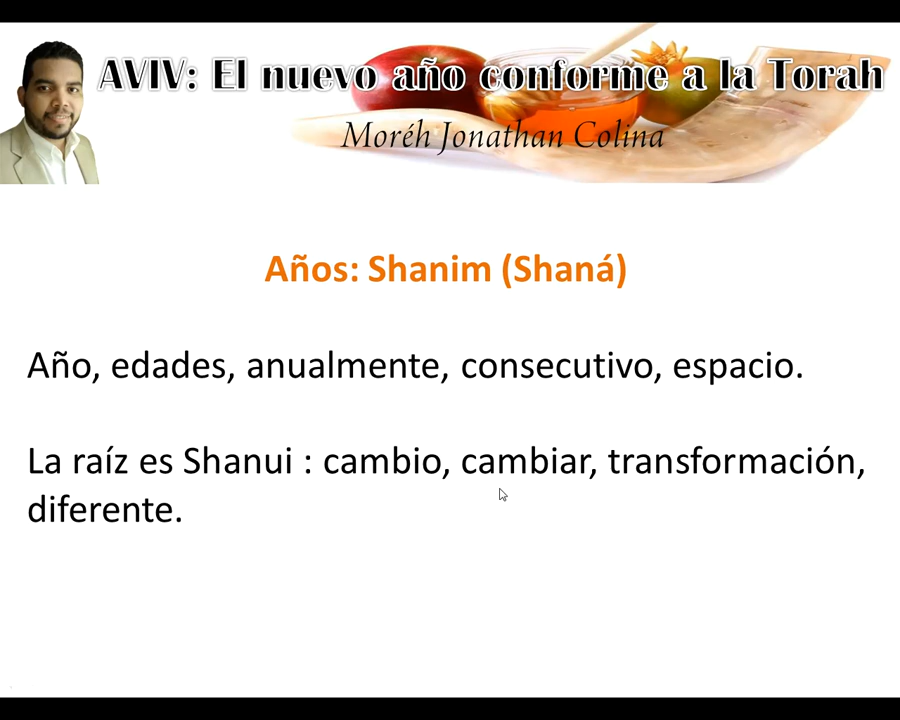 AVIV: El nuevo año conforme a la Torah
Moréh Jonathan Colina
Años: Shanim (Shaná)
Año, edades, anualmente, consecutivo, espacio.
La raíz es Shanui : cambio, cambiar, transformación,
diferente.